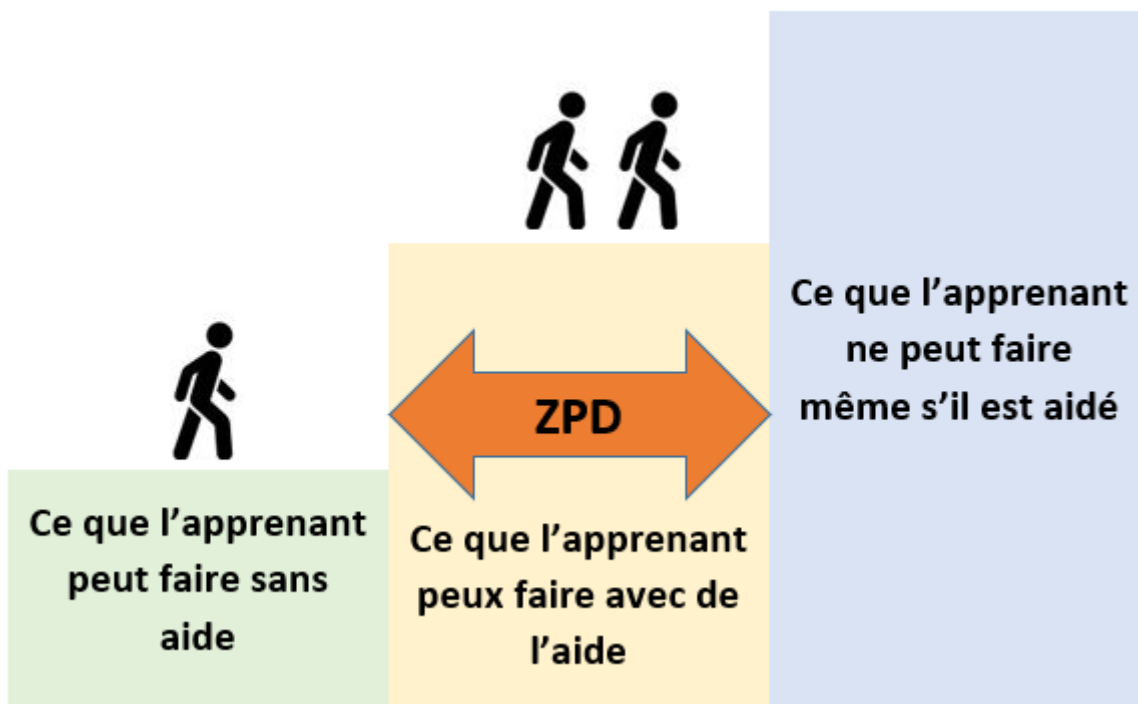 Ce que l’apprenant
peut faire sans
aide
ZPD
Ce que l’apprenant
peux faire avec de
l’aide
Ce que l’apprenant
ne peut faire
même s’il est aidé